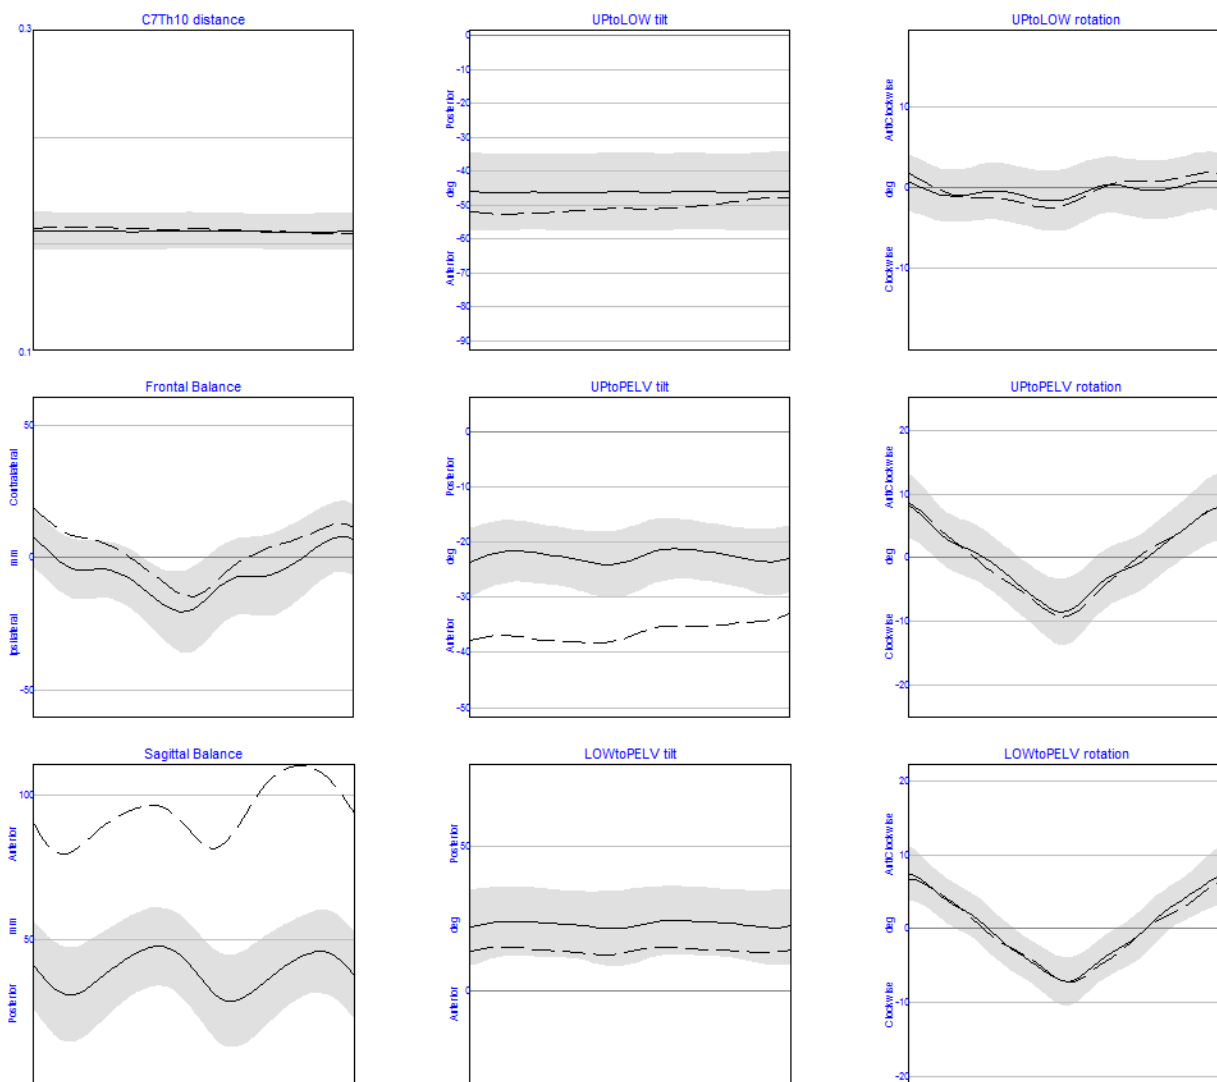 C7Th10 distance
0.3
0.1
UPtoLOW tilt
0
-10
-20
-30
-40
-50
-60
-70
-80
-90
Posterior
deg
Anterior
UPtoLOW rotation
10
0
-10
AntiClockwise
deg
Clockwise
Frontal Balance
50
0
-50
Contralateral
mm
Ipsilateral
UPtoPELV tilt
0
-10
-20
-30
-40
-50
Posterior
deg
Anterior
UPtoPELV rotation
20
10
0
-10
-20
AntiClockwise
deg
Clockwise
Sagittal Balance
100
50
Anterior
mm
Posterior
LOWtoPELV tilt
50
0
Posterior
deg
Anterior
LOWtoPELV rotation
20
10
0
-10
-20
AntiClockwise
deg
Clockwise